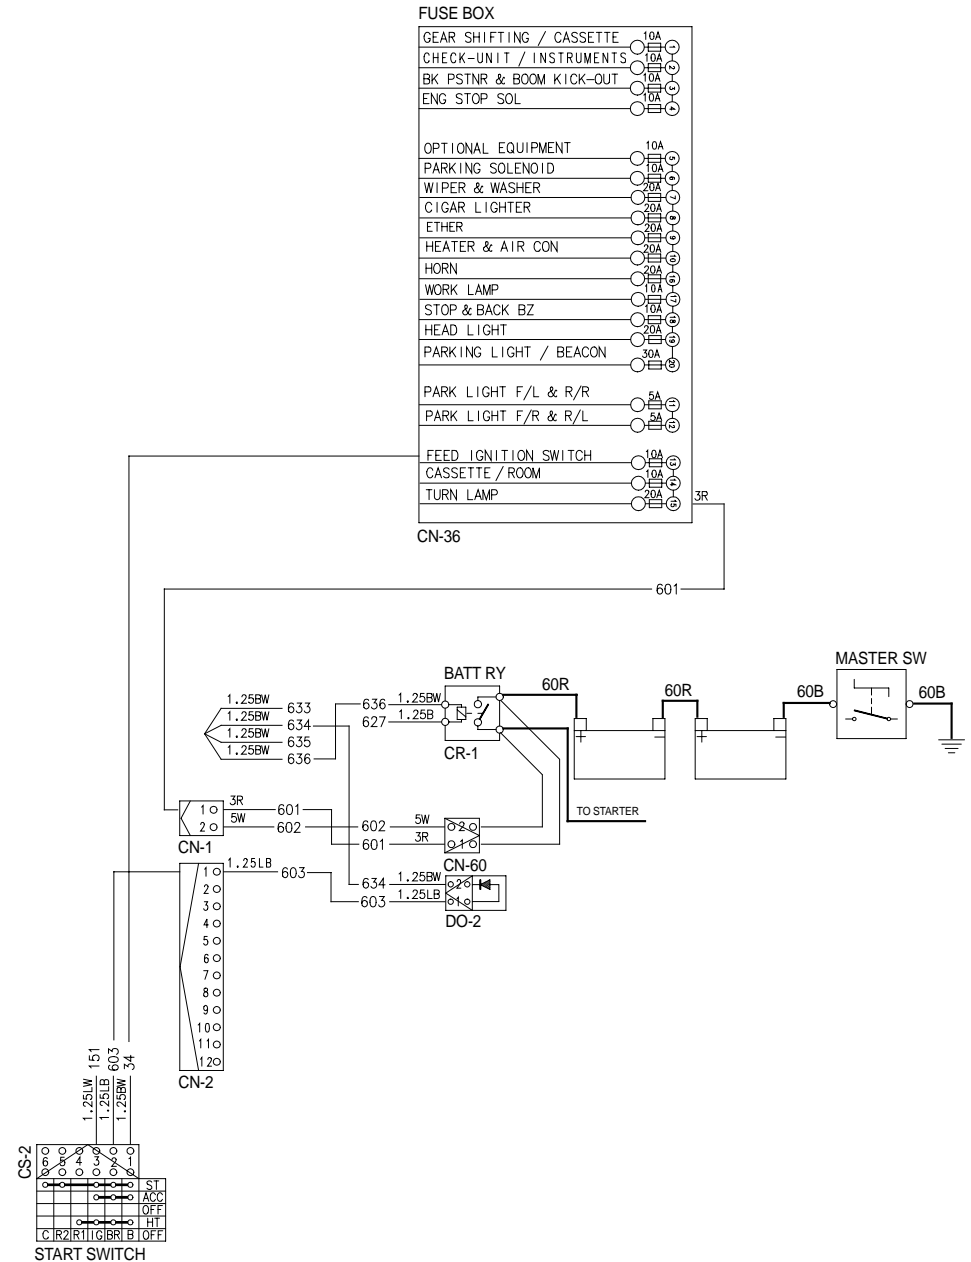 FUSE BOX
GEAR SHIFTING / CASSETTE 10A 1
CHECK-UNIT / INSTRUMENTS 10A 2
BK PSTNR & BOOM KICK-OUT 10A 3
ENG STOP SOL 10A 4
OPTIONAL EQUIPMENT 10A 5
PARKING SOLENOID 10A 6
WIPER & WASHER 20A 7
CIGAR LIGHTER 20A 8
ETHER 20A 9
HEATER & AIR CON 20A 10
HORN 20A 16
WORK LAMP 10A 17
STOP & BACK BZ 10A 18
HEAD LIGHT 20A 19
PARKING LIGHT / BEACON 30A 20
PARK LIGHT F/L & R/R 5A 11
PARK LIGHT F/R & R/L 5A 12
FEED IGNITION SWITCH 10A 13
CASSETTE / ROOM 10A 14
TURN LAMP 20A 15 3R
CN-36
601
MASTER SW
BATT RY
60R 60R 60B 60B
1.25BW 633
1.25BW 634
1.25BW 635
1.25BW 636
636 1.25BW
627 1.25B
CR-1
+ − + −
TO STARTER
1 3R 601
2 5W 602
CN-1
602 5W 2
601 3R 1
CN-60
634 1.25BW 2
603 1.25LB 1
DO-2
1 1.25LB 603
2
3
4
5
6
7
8
9
10
11
12
CN-2
1.25LW 151
1.25LB 603
1.25BW 34
CS-2
6 5 4 3 2 1
ST
ACC
OFF
HT
C R2 R1 IG BR B OFF
START SWITCH